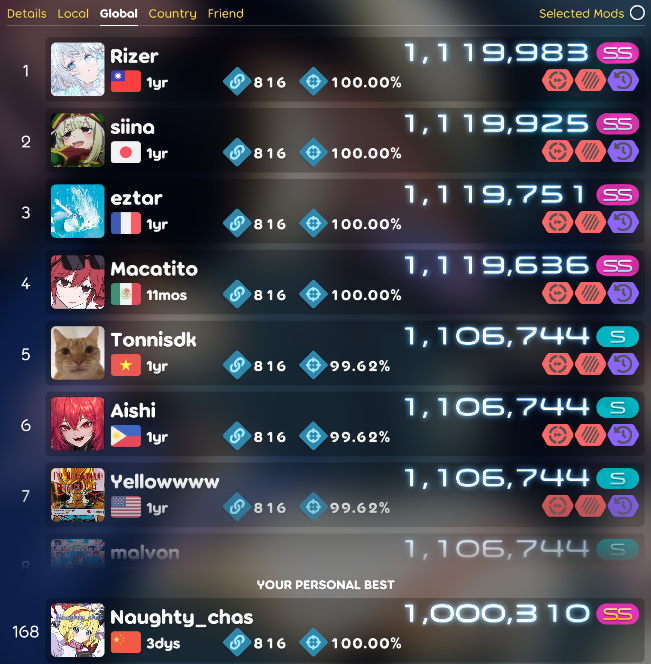 Details Local Global Country Friend Selected Mods
1 Rizer 1,119,983 SS
1yr 816 100.00%
2 siina 1,119,925 SS
1yr 816 100.00%
3 eztar 1,119,751 SS
1yr 816 100.00%
4 Macatito 1,119,636 SS
11mos 816 100.00%
5 Tonnisdk 1,106,744 S
1yr 816 99.62%
6 Aishi 1,106,744 S
1yr 816 99.62%
7 Yellowwww 1,106,744 S
1yr 816 99.62%
8 malvon 1,106,744 S
YOUR PERSONAL BEST
168 Naughty_chas 1,000,310 SS
3dys 816 100.00%